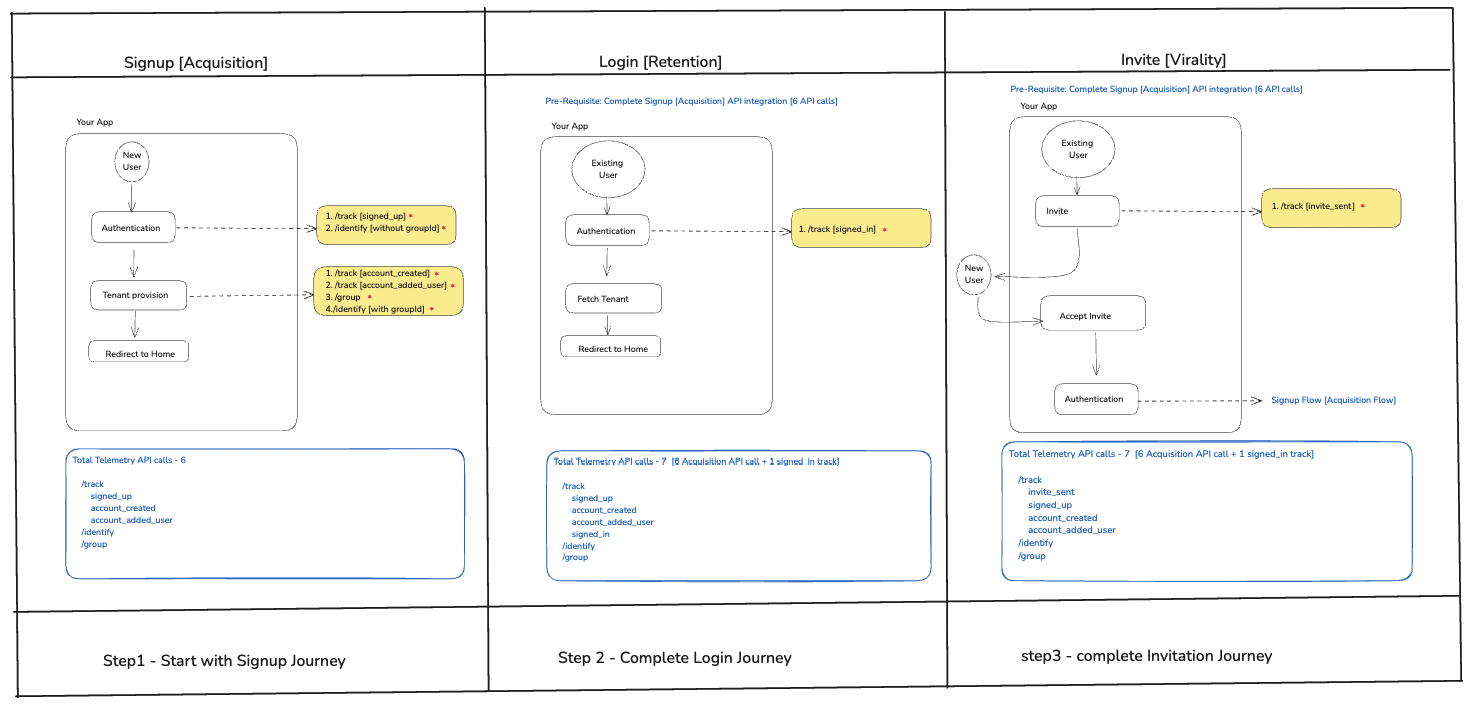 Signup [Acquisition]
Your App
New
User
Authentication
1. /track [signed_up] *
2. /identify [without groupId] *
Tenant provision
1. /track [account_created] *
2. /track [account_added_user] *
3. /group *
4./identify [with groupId] *
Redirect to Home
Total Telemetry API calls - 6
/track
signed_up
account_created
account_added_user
/identify
/group
Step1 - Start with Signup Journey
Login [Retention]
Pre-Requisite: Complete Signup [Acquisition] API integration [6 API calls]
Your App
Existing
User
Authentication
1. /track [signed_in] *
Fetch Tenant
Redirect to Home
Total Telemetry API calls - 7 [6 Acquisition API call + 1 signed_in track]
/track
signed_up
account_created
account_added_user
signed_in
/identify
/group
Step 2 - Complete Login Journey
Invite [Virality]
Pre-Requisite: Complete Signup [Acquisition] API integration [6 API calls]
Your App
Existing
User
Invite
1. /track [invite_sent] *
New
User
Accept Invite
Authentication
Signup Flow [Acquisition Flow]
Total Telemetry API calls - 7 [6 Acquisition API call + 1 signed_in track]
/track
invite_sent
signed_up
account_created
account_added_user
/identify
/group
step3 - complete Invitation Journey